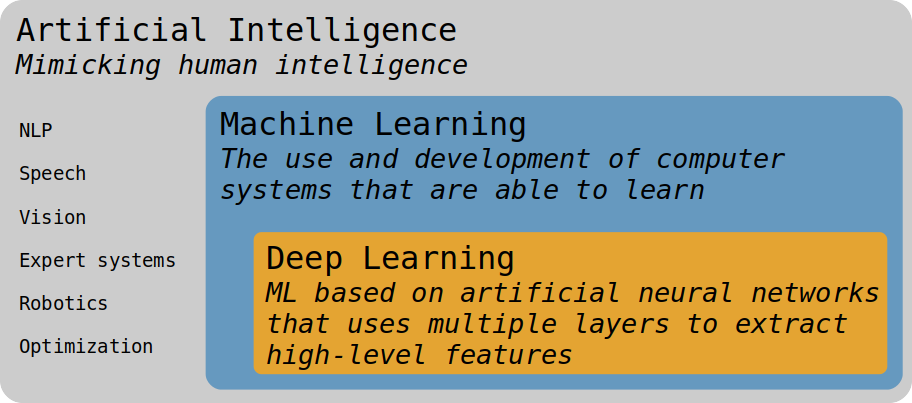 Artificial Intelligence
Mimicking human intelligence
NLP
Speech
Vision
Expert systems
Robotics
Optimization
Machine Learning
The use and development of computer
systems that are able to learn
Deep Learning
ML based on artificial neural networks
that uses multiple layers to extract
high-level features